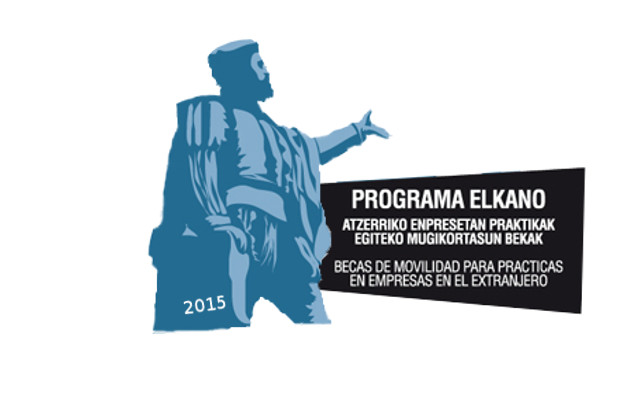 PROGRAMA ELKANO
ATZERRIKO ENPRESETAN PRAKTIKAK
EGITEKO MUGIKORTASUN BEKAK
BECAS DE MOVILIDAD PARA PRACTICAS
EN EMPRESAS EN EL EXTRANJERO
2015